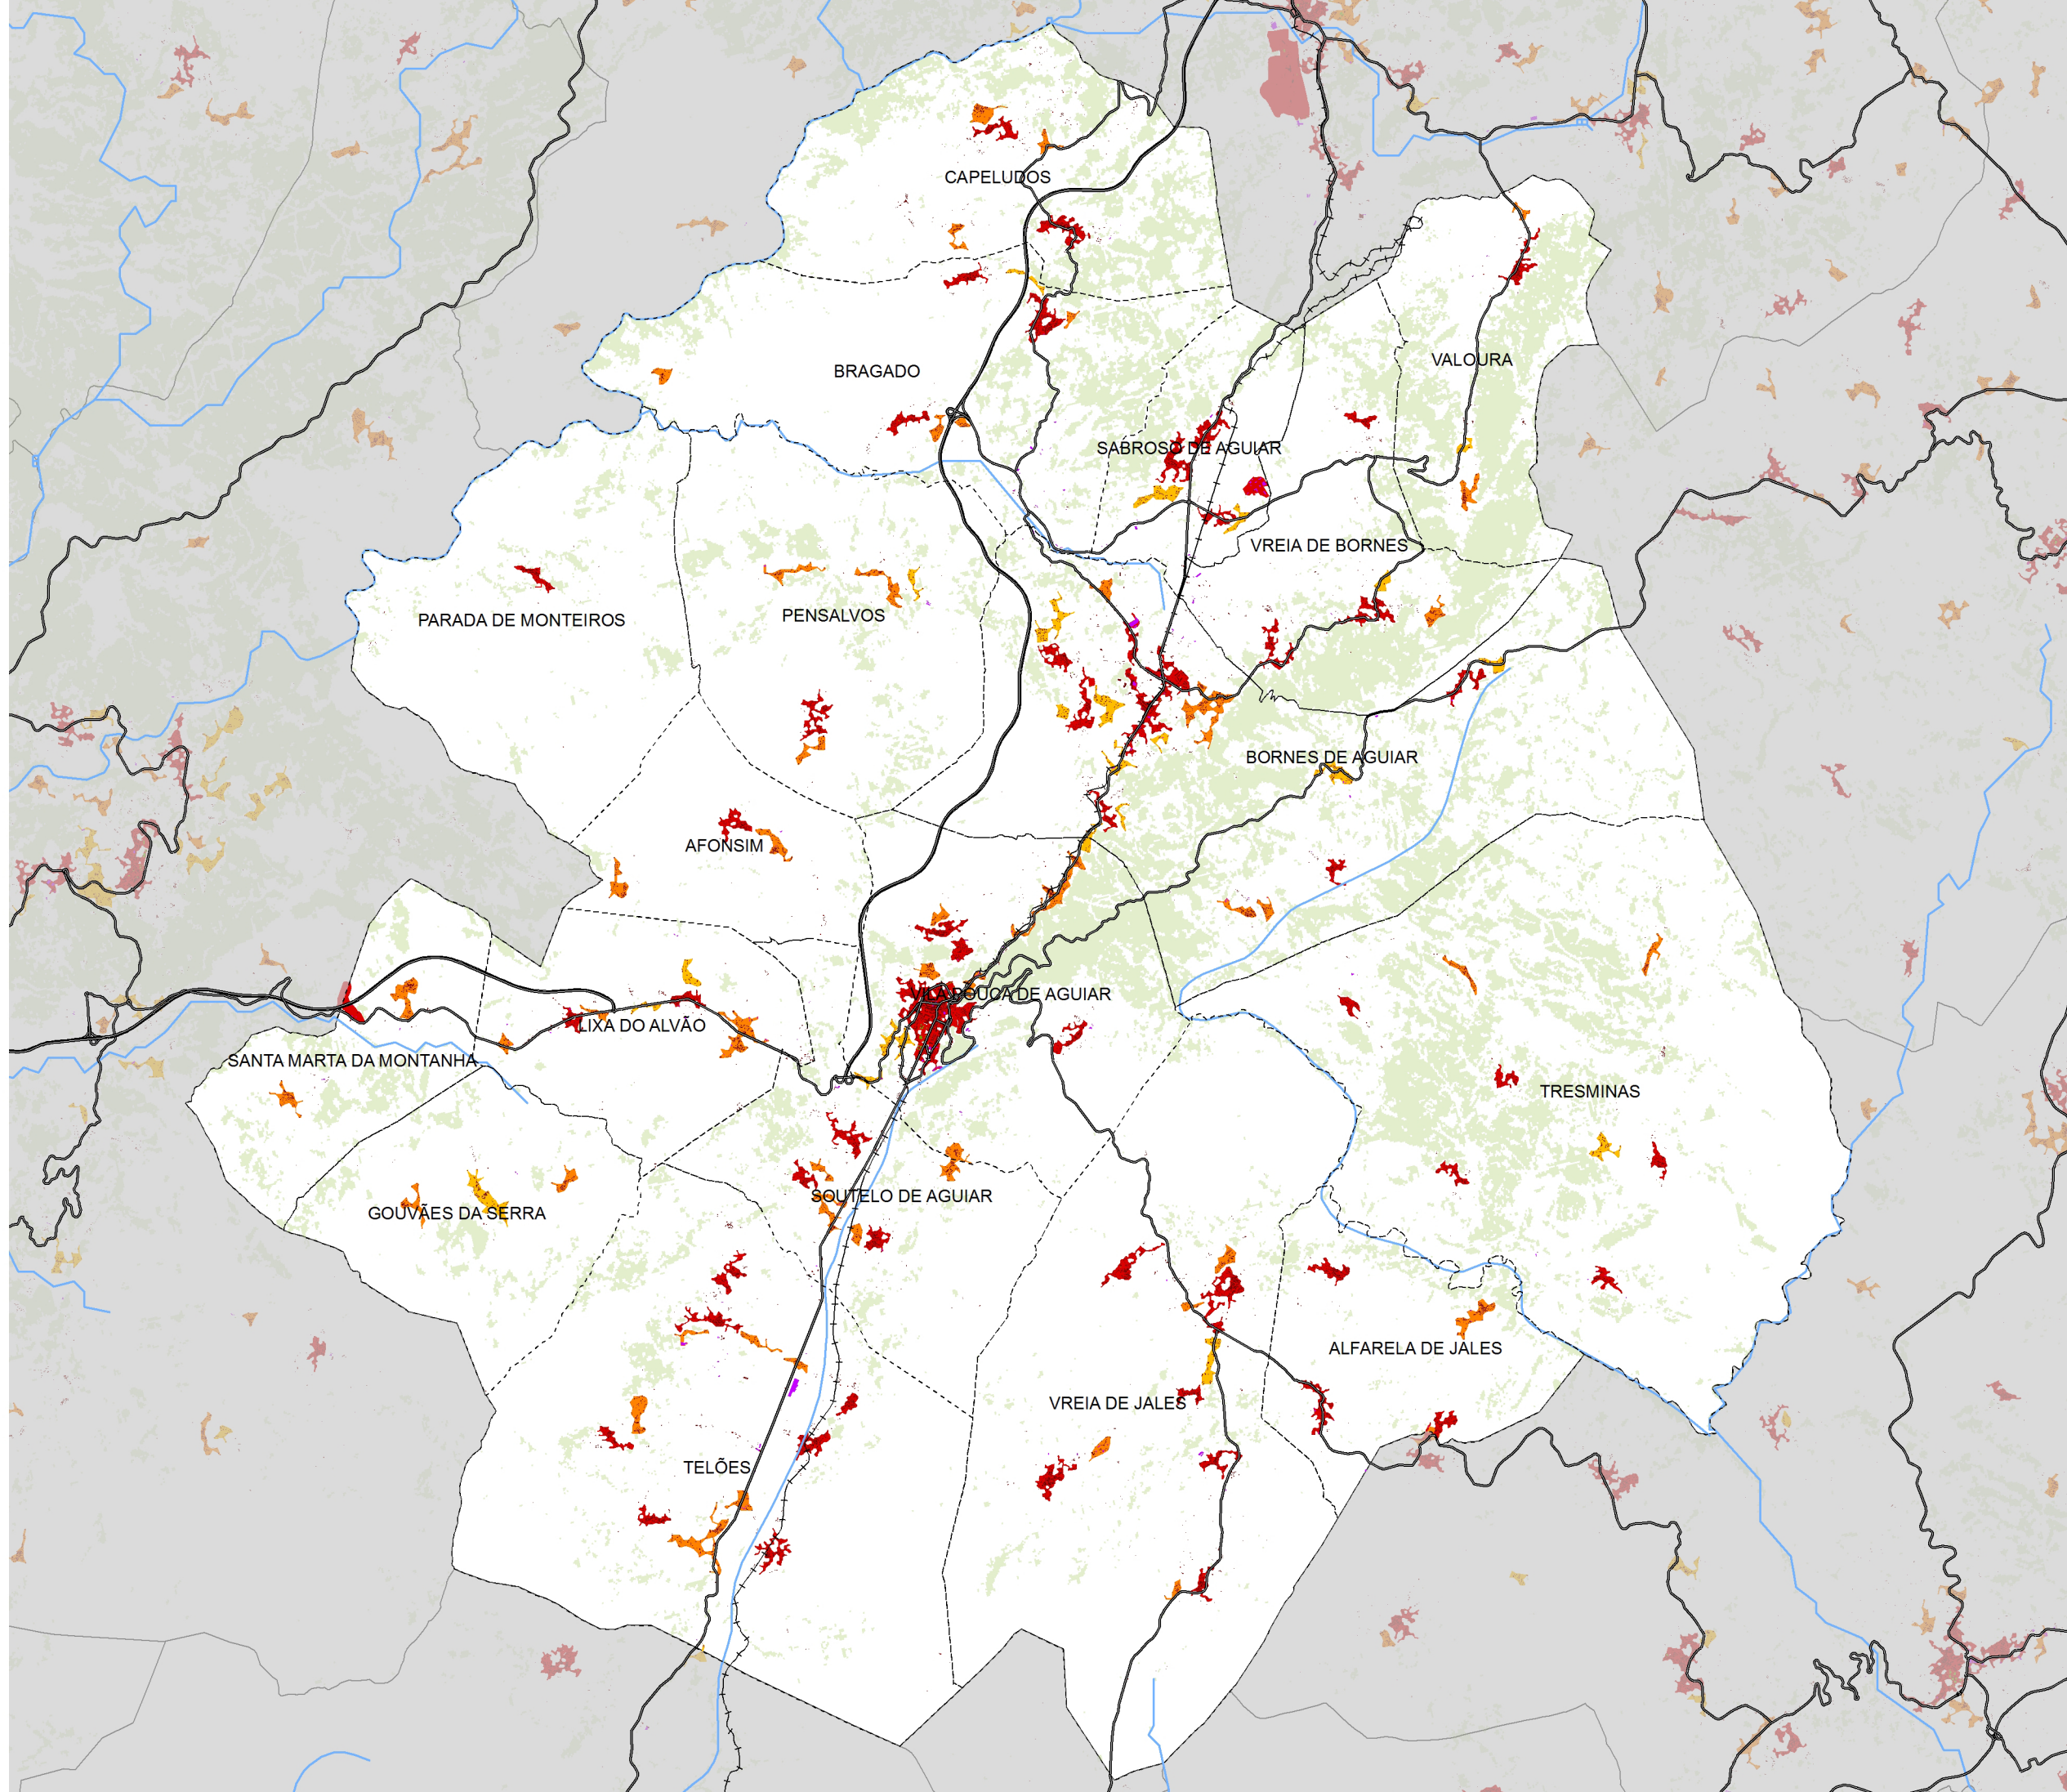 CAPELUDOS
VALOURA
BRAGADO
SABROSO DE AGUIAR
VREIA DE BORNES
PENSALVOS
PARADA DE MONTEIROS
BORNES DE AGUIAR
AFONSIM
VILA POUCA DE AGUIAR
LIXA DO ALVÃO
SANTA MARTA DA MONTANHA
TRESMINAS
SOUTELO DE AGUIAR
GOUVÃES DA SERRA
ALFARELA DE JALES
VREIA DE JALES
TELÕES